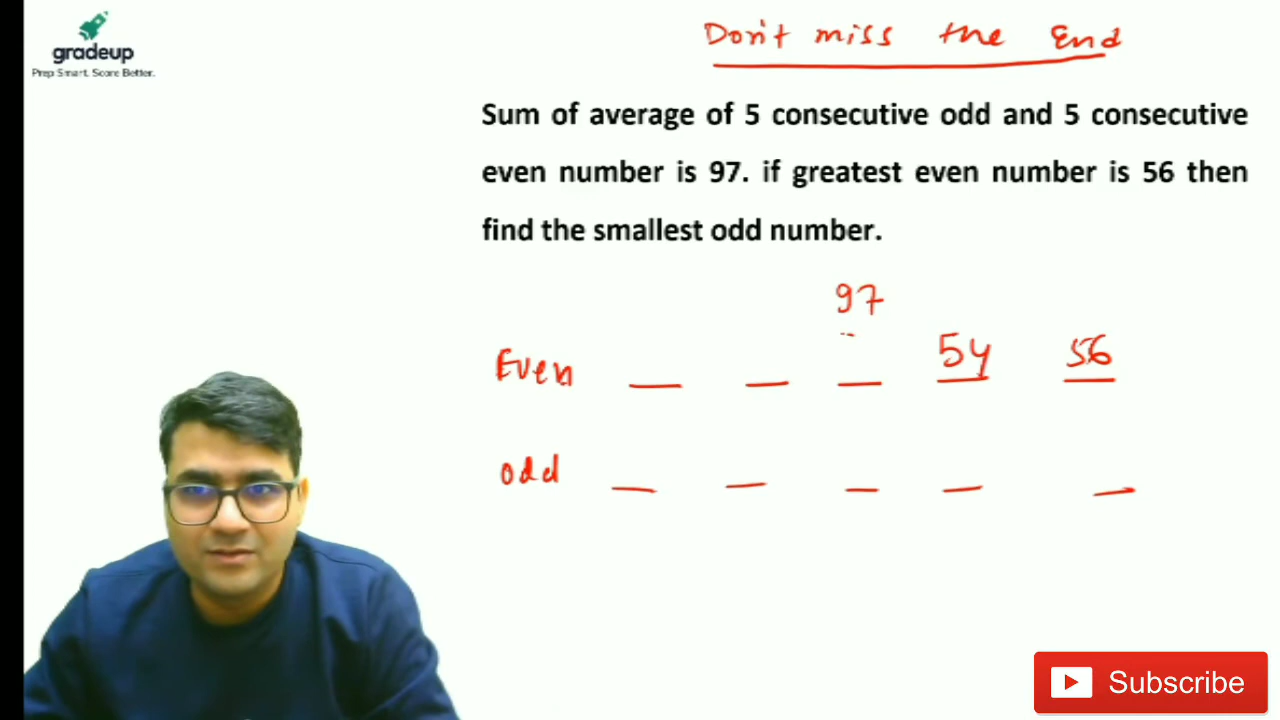 gradeup
Prep Smart. Score Better.
Don't miss the End
Sum of average of 5 consecutive odd and 5 consecutive
even number is 97. if greatest even number is 56 then
find the smallest odd number.
97
Even 54 56
odd
Subscribe